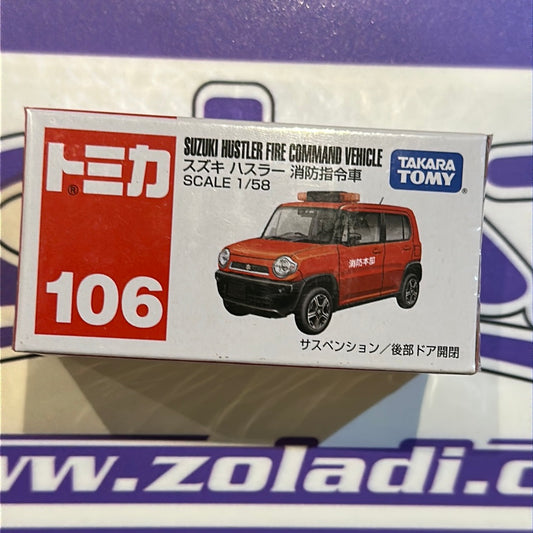 トミカ
®
106
SUZUKI HUSTLER FIRE COMMAND VEHICLE
スズキ ハスラー 消防指令車
SCALE 1/58
TAKARA
TOMY®
消防本部
サスペンション/後部ドア開閉
www.zoladi.c